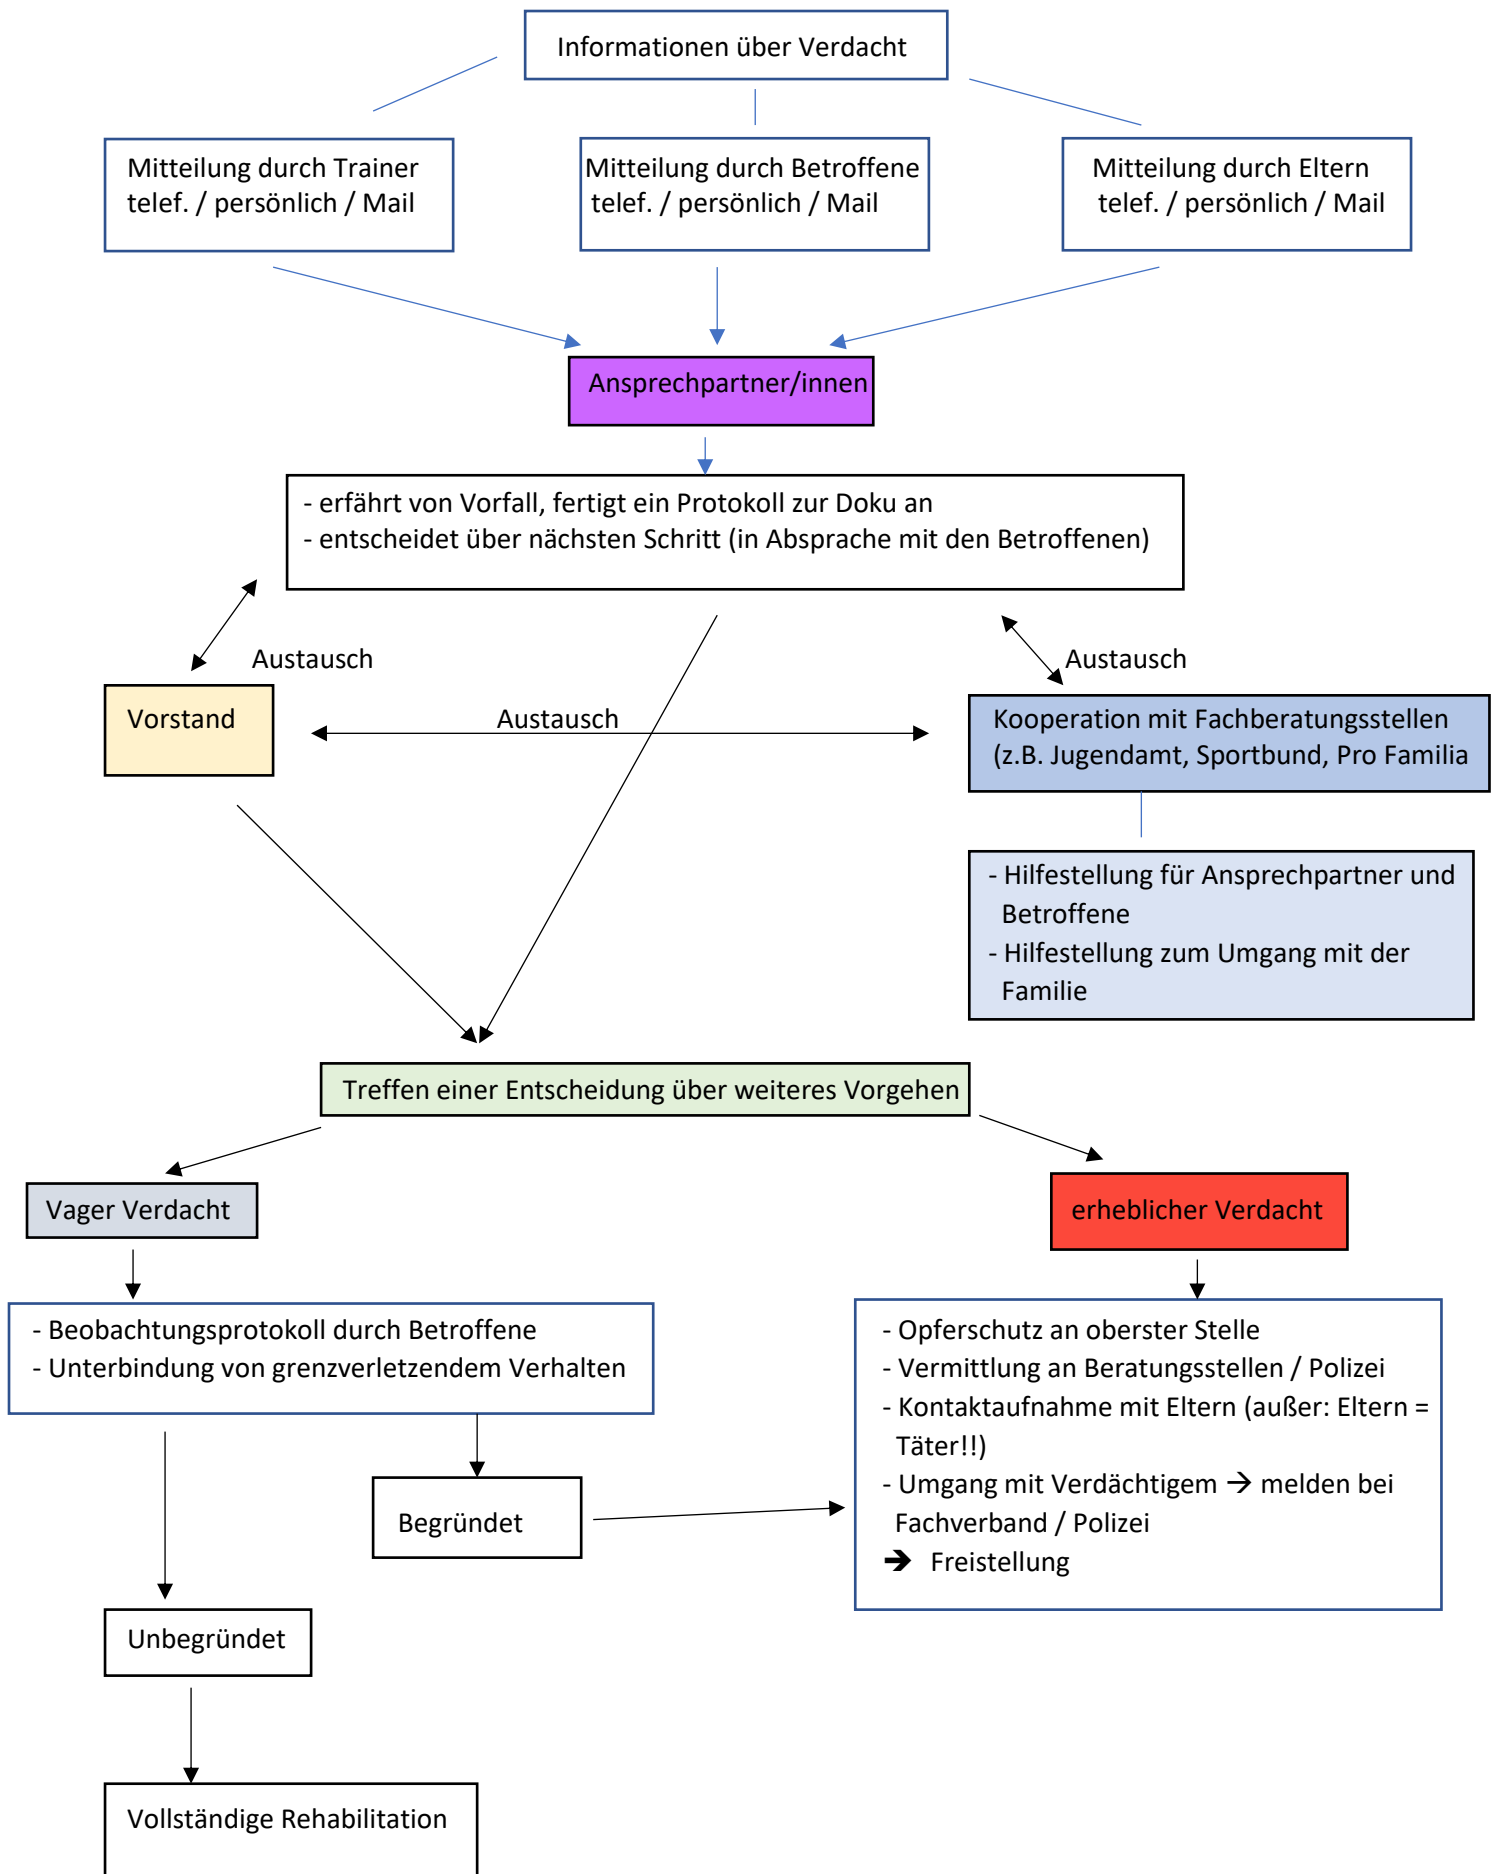 Informationen über Verdacht
Mitteilung durch Trainer
telef. / persönlich / Mail
Mitteilung durch Betroffene
telef. / persönlich / Mail
Mitteilung durch Eltern
telef. / persönlich / Mail
Ansprechpartner/innen
- erfährt von Vorfall, fertigt ein Protokoll zur Doku an
- entscheidet über nächsten Schritt (in Absprache mit den Betroffenen)
Austausch
Austausch
Vorstand
Austausch
Kooperation mit Fachberatungsstellen
(z.B. Jugendamt, Sportbund, Pro Familia
- Hilfestellung für Ansprechpartner und
Betroffene
- Hilfestellung zum Umgang mit der
Familie
Treffen einer Entscheidung über weiteres Vorgehen
Vager Verdacht
erheblicher Verdacht
- Beobachtungsprotokoll durch Betroffene
- Unterbindung von grenzverletzendem Verhalten
- Opferschutz an oberster Stelle
- Vermittlung an Beratungsstellen / Polizei
- Kontaktaufnahme mit Eltern (außer: Eltern =
Täter!!)
- Umgang mit Verdächtigem → melden bei
Fachverband / Polizei
➔ Freistellung
Begründet
Unbegründet
Vollständige Rehabilitation